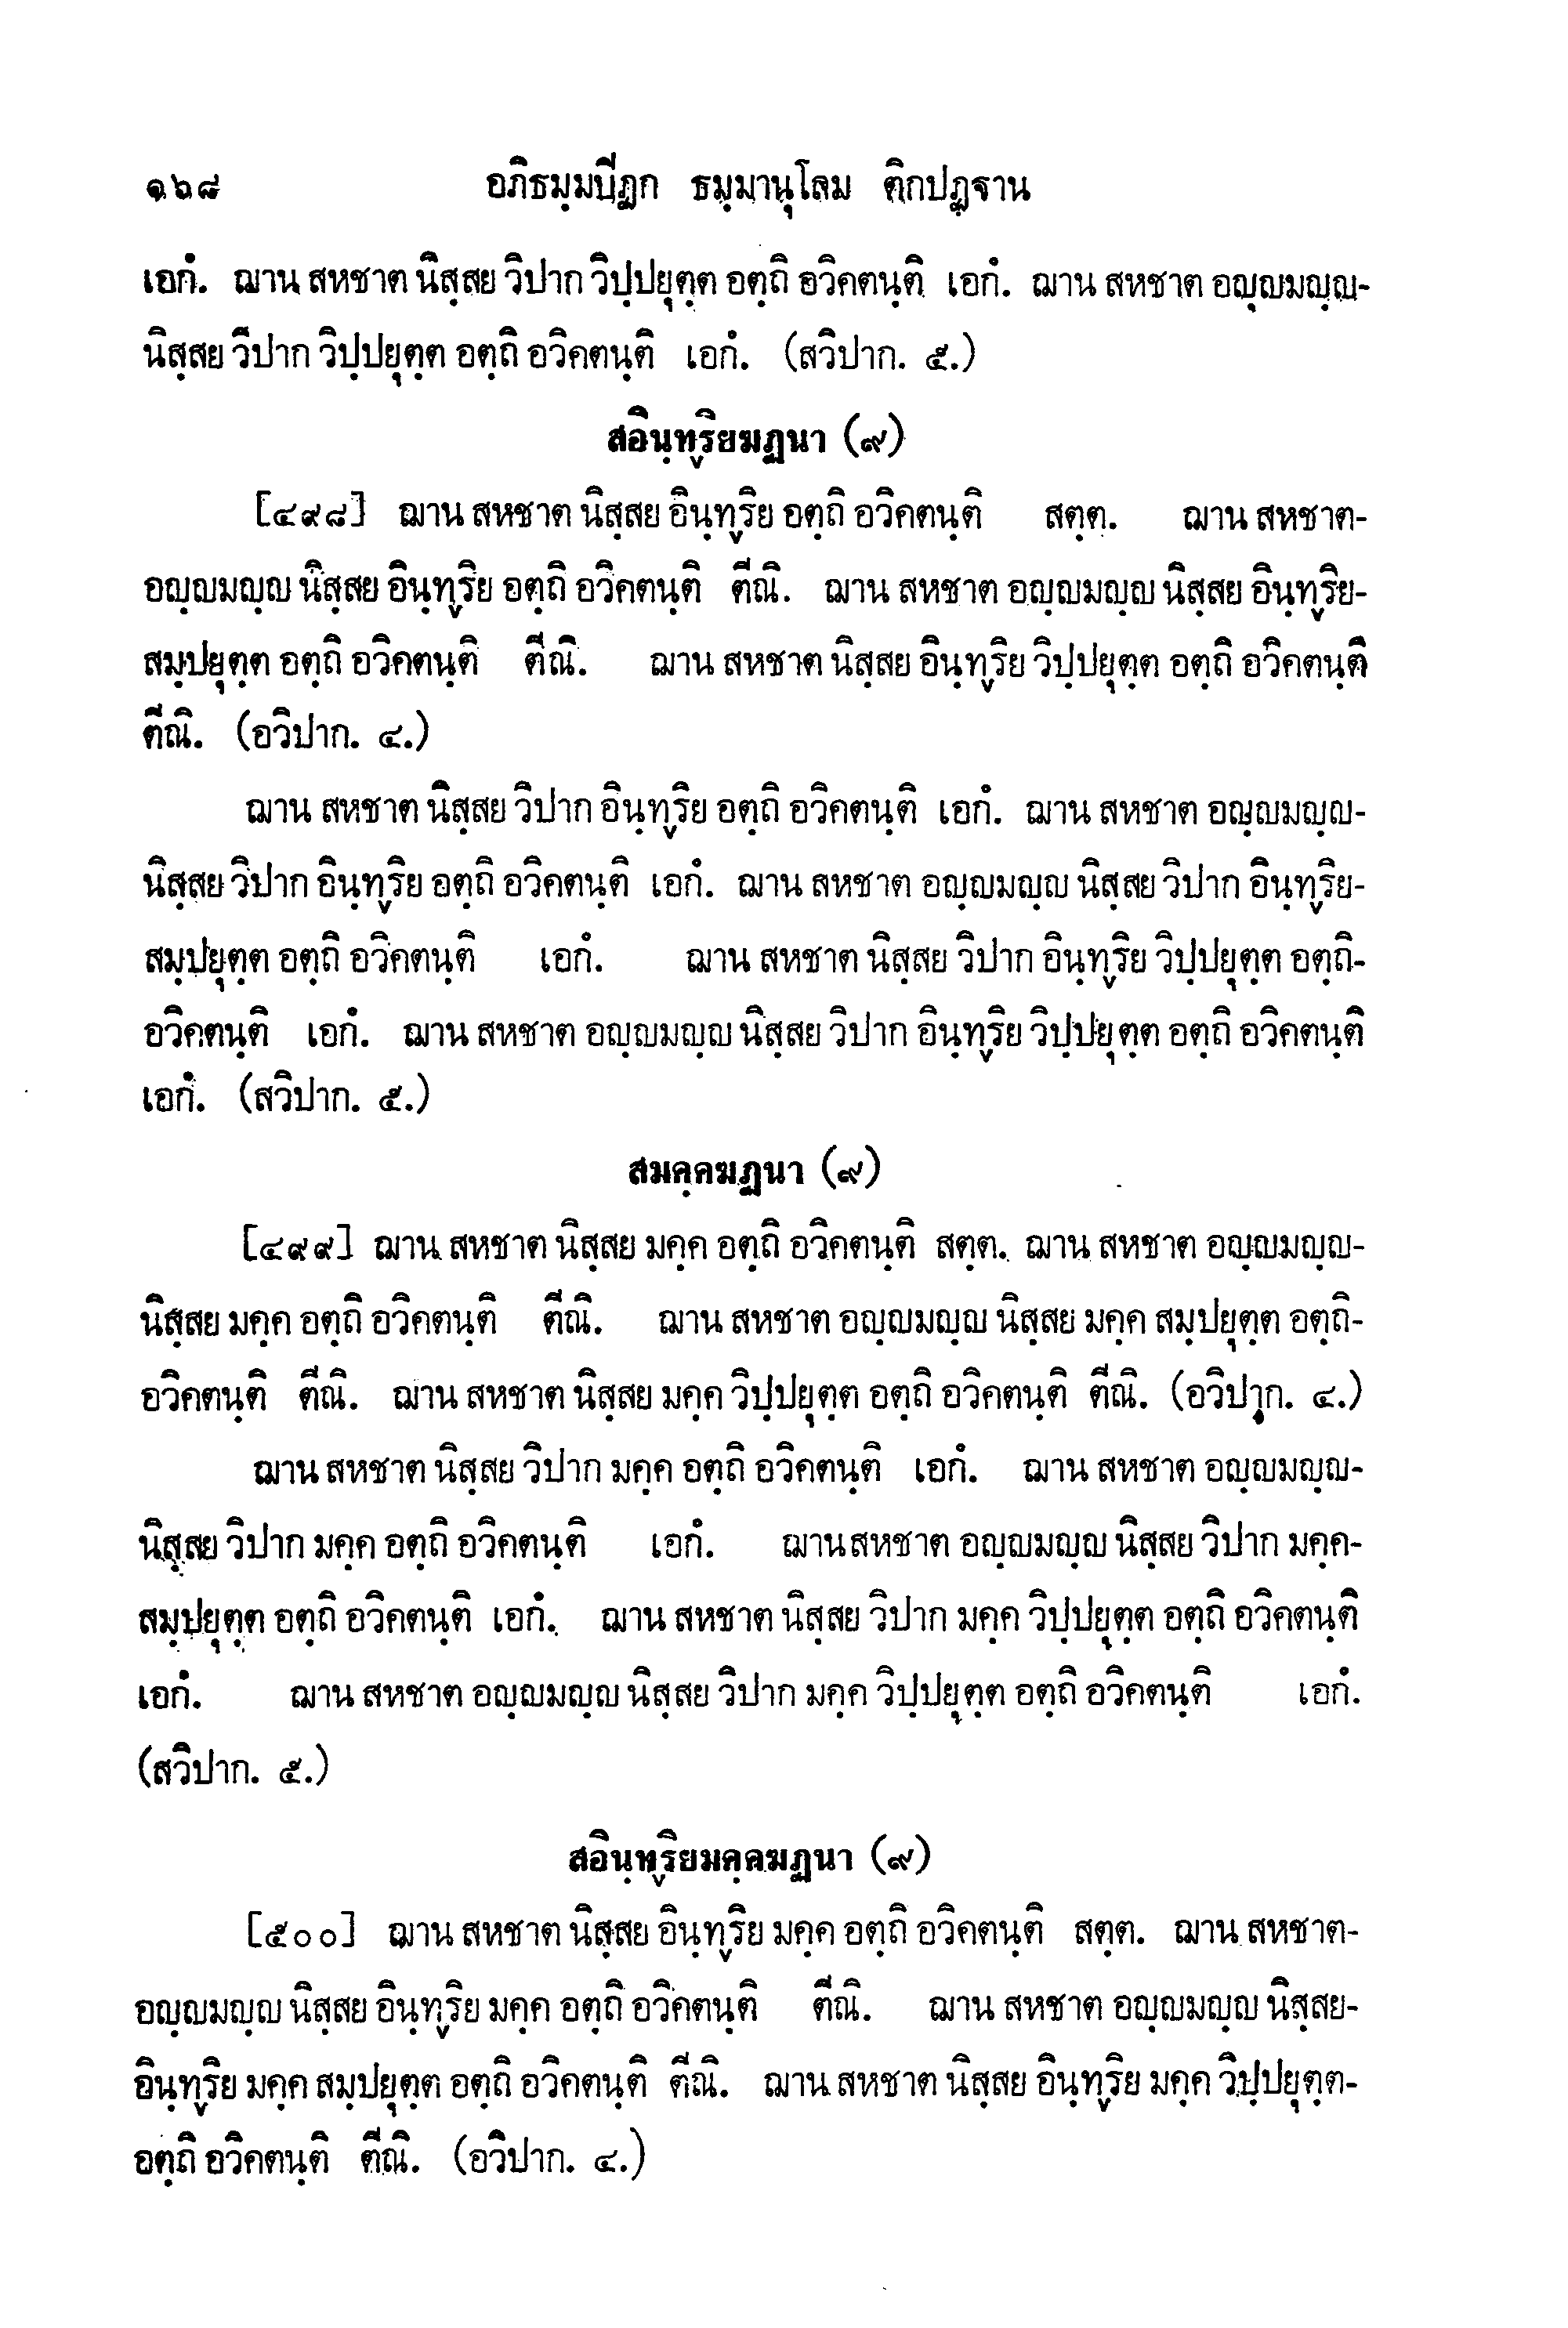 ๑๖๘ อภิธมฺมปีฏก ธมฺมานุโลม ติกปฏฺฐาน
เอกํ. ฌาน สหชาต นิสฺสย วิปาก วิปฺปยุตฺต อตฺถิ อวิคตนฺติ เอกํ. ฌาน สหชาต อญฺญมญฺญ-
นิสฺสย วิปาก วิปฺปยุตฺต อตฺถิ อวิคตนฺติ เอกํ. (สวิปาก. ๕.)
สอินฺทฺริยฆฏนา (๙)
[๔๙๘] ฌาน สหชาต นิสฺสย อินฺทฺริย อตฺถิ อวิคตนฺติ สตฺต. ฌาน สหชาต-
อญฺญมญฺญ นิสฺสย อินฺทฺริย อตฺถิ อวิคตนฺติ ตีณิ. ฌาน สหชาต อญฺญมญฺญ นิสฺสย อินฺทฺริย-
สมฺปยุตฺต อตฺถิ อวิคตนฺติ ตีณิ. ฌาน สหชาต นิสฺสย อินฺทฺริย วิปฺปยุตฺต อตฺถิ อวิคตนฺติ
ตีณิ. (อวิปาก. ๔.)
ฌาน สหชาต นิสฺสย วิปาก อินฺทฺริย อตฺถิ อวิคตนฺติ เอกํ. ฌาน สหชาต อญฺญมญฺญ-
นิสฺสย วิปาก อินฺทฺริย อตฺถิ อวิคตนฺติ เอกํ. ฌาน สหชาต อญฺญมญฺญ นิสฺสย วิปาก อินฺทฺริย-
สมฺปยุตฺต อตฺถิ อวิคตนฺติ เอกํ. ฌาน สหชาต นิสฺสย วิปาก อินฺทฺริย วิปฺปยุตฺต อตฺถิ-
อวิคตนฺติ เอกํ. ฌาน สหชาต อญฺญมญฺญ นิสฺสย วิปาก อินฺทฺริย วิปฺปยุตฺต อตฺถิ อวิคตนฺติ
เอกํ. (สวิปาก. ๕.)
สมคฺคฆฏนา (๙)
[๔๙๙] ฌาน สหชาต นิสฺสย มคฺค อตฺถิ อวิคตนฺติ สตฺต. ฌาน สหชาต อญฺญมญฺญ-
นิสฺสย มคฺค อตฺถิ อวิคตนฺติ ตีณิ. ฌาน สหชาต อญฺญมญฺญ นิสฺสย มคฺค สมฺปยุตฺต อตฺถิ-
อวิคตนฺติ ตีณิ. ฌาน สหชาต นิสฺสย มคฺค วิปฺปยุตฺต อตฺถิ อวิคตนฺติ ตีณิ. (อวิปาก. ๔.)
ฌาน สหชาต นิสฺสย วิปาก มคฺค อตฺถิ อวิคตนฺติ เอกํ. ฌาน สหชาต อญฺญมญฺญ-
นิสฺสย วิปาก มคฺค อตฺถิ อวิคตนฺติ เอกํ. ฌาน สหชาต อญฺญมญฺญ นิสฺสย วิปาก มคฺค-
สมฺปยุตฺต อตฺถิ อวิคตนฺติ เอกํ. ฌาน สหชาต นิสฺสย วิปาก มคฺค วิปฺปยุตฺต อตฺถิ อวิคตนฺติ
เอกํ. ฌาน สหชาต อญฺญมญฺญ นิสฺสย วิปาก มคฺค วิปฺปยุตฺต อตฺถิ อวิคตนฺติ เอกํ.
(สวิปาก. ๕.)
สอินฺทฺริยมคฺคฆฏนา (๙)
[๕๐๐] ฌาน สหชาต นิสฺสย อินฺทฺริย มคฺค อตฺถิ อวิคตนฺติ สตฺต. ฌาน สหชาต-
อญฺญมญฺญ นิสฺสย อินฺทฺริย มคฺค อตฺถิ อวิคตนฺติ ตีณิ. ฌาน สหชาต อญฺญมญฺญ นิสฺสย-
อินฺทฺริย มคฺค สมฺปยุตฺต อตฺถิ อวิคตนฺติ ตีณิ. ฌาน สหชาต นิสฺสย อินฺทฺริย มคฺค วิปฺปยุตฺต-
อตฺถิ อวิคตนฺติ ตีณิ. (อวิปาก. ๔.)